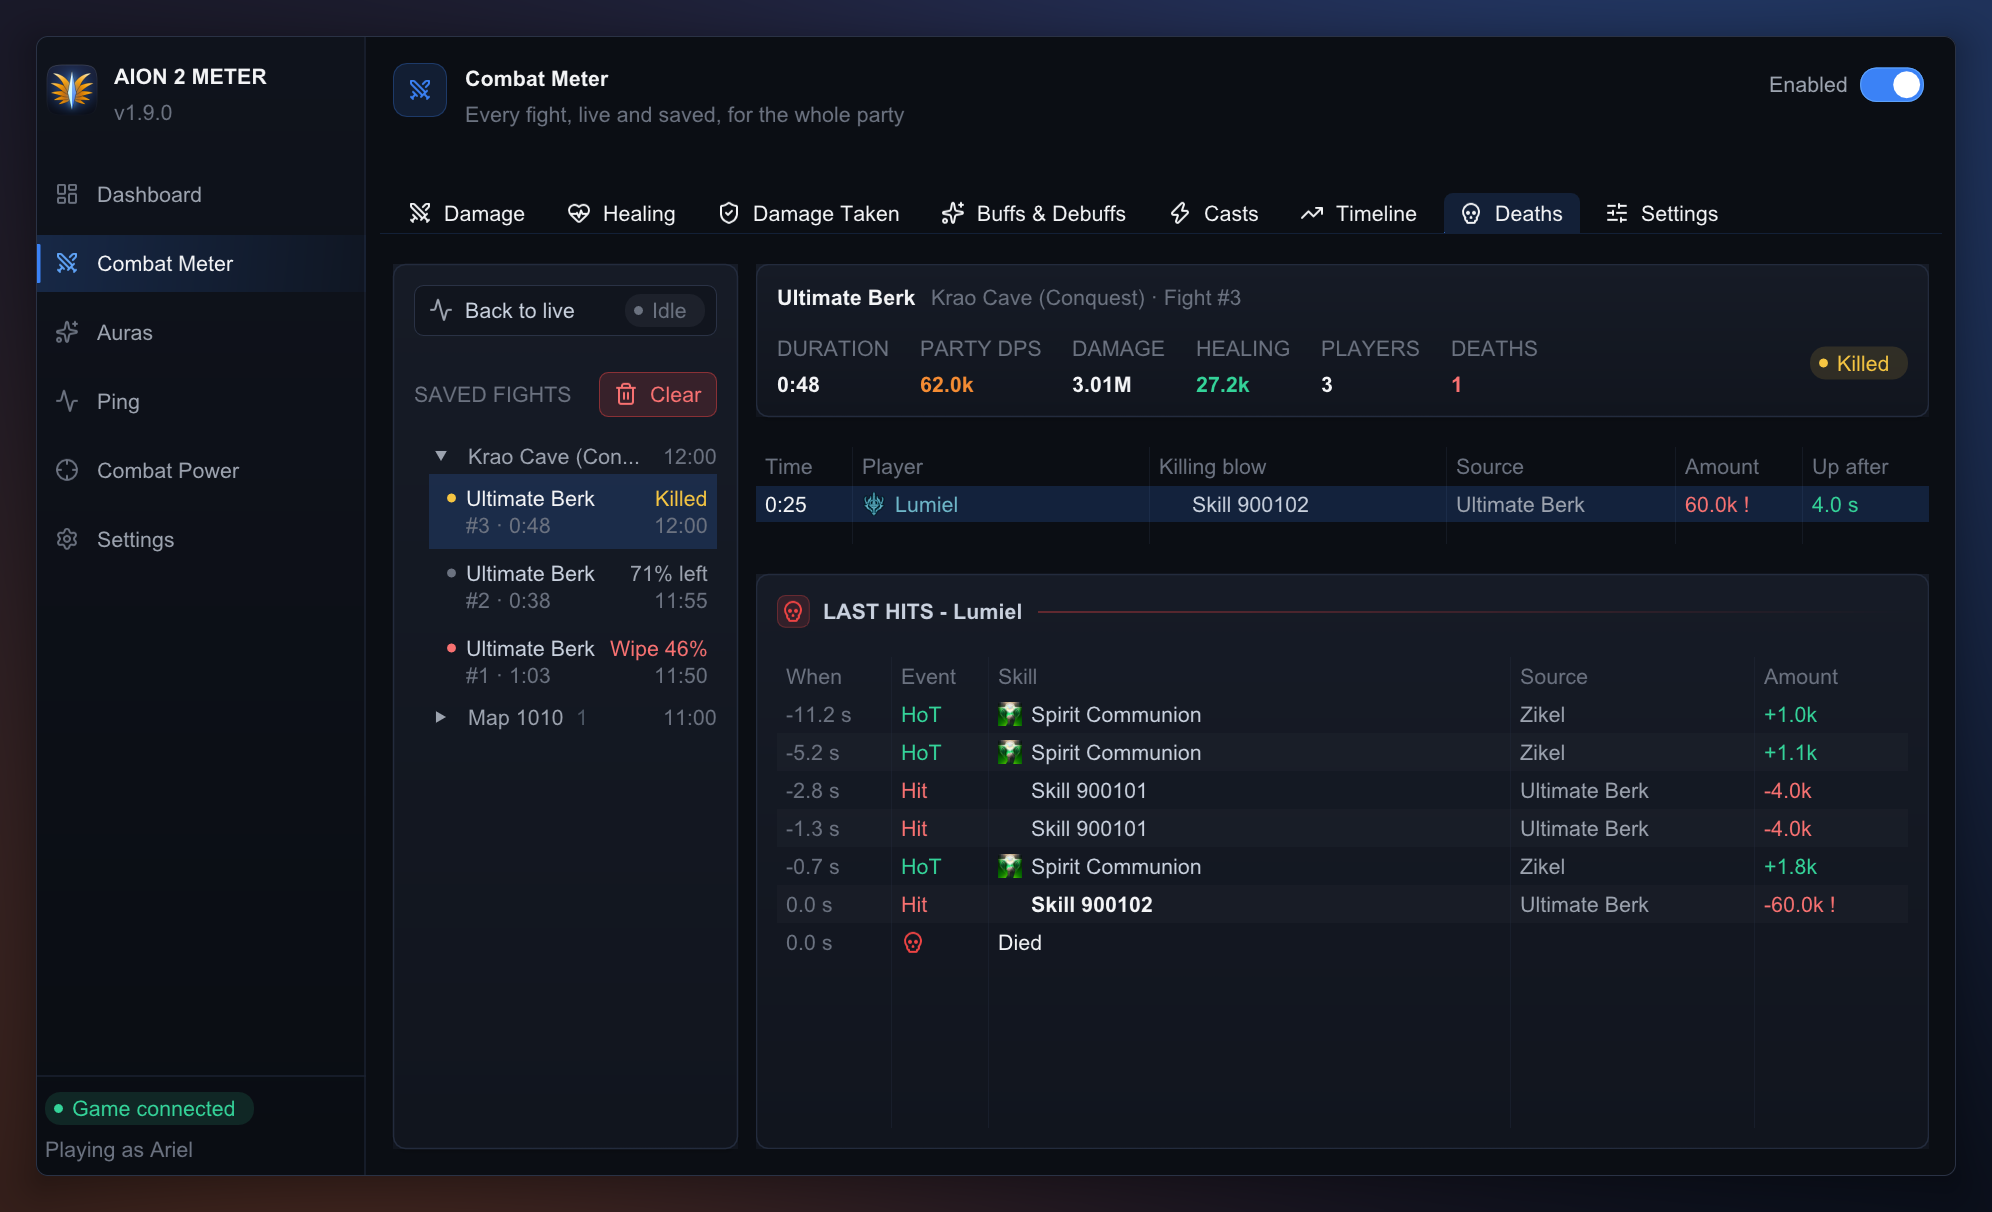 AION 2 METER
v1.9.0
Dashboard
Combat Meter
Auras
Ping
Combat Power
Settings
Game connected
Playing as Ariel
Combat Meter
Every fight, live and saved, for the whole party
Enabled
Damage Healing Damage Taken Buffs & Debuffs Casts Timeline Deaths Settings
Back to live Idle
SAVED FIGHTS Clear
Krao Cave (Con... 12:00
Ultimate Berk Killed
#3 · 0:48 12:00
Ultimate Berk 71% left
#2 · 0:38 11:55
Ultimate Berk Wipe 46%
#1 · 1:03 11:50
Map 1010 1 11:00
Ultimate Berk Krao Cave (Conquest) · Fight #3
DURATION PARTY DPS DAMAGE HEALING PLAYERS DEATHS
0:48 62.0k 3.01M 27.2k 3 1
Killed
Time Player Killing blow Source Amount Up after
0:25 Lumiel Skill 900102 Ultimate Berk 60.0k ! 4.0 s
LAST HITS - Lumiel
When Event Skill Source Amount
-11.2 s HoT Spirit Communion Zikel +1.0k
-5.2 s HoT Spirit Communion Zikel +1.1k
-2.8 s Hit Skill 900101 Ultimate Berk -4.0k
-1.3 s Hit Skill 900101 Ultimate Berk -4.0k
-0.7 s HoT Spirit Communion Zikel +1.8k
0.0 s Hit Skill 900102 Ultimate Berk -60.0k !
0.0 s Died